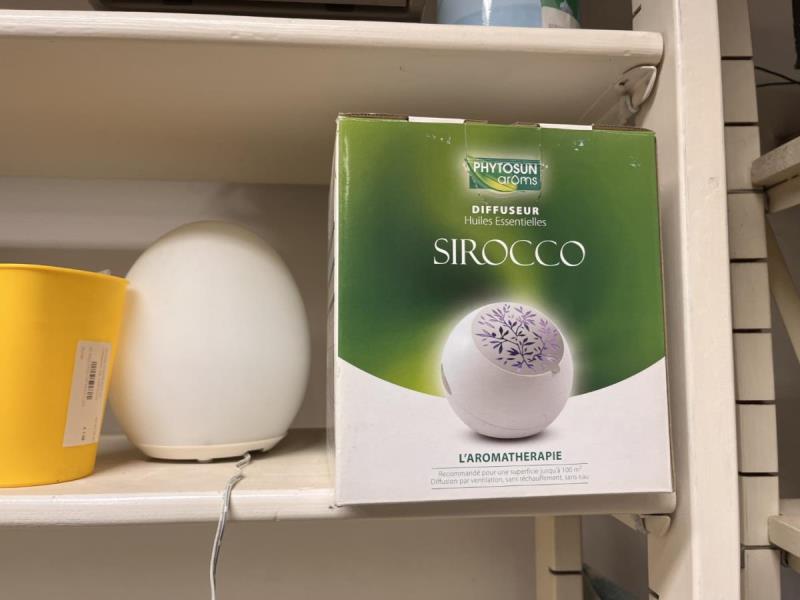 PHYTOSUN
arôms
DIFFUSEUR
Huiles Essentielles
SIROCCO
L'AROMATHERAPIE
Recommandé pour une superficie jusqu'à 100 m²
Diffusion par ventilation, sans réchauffement, sans eau